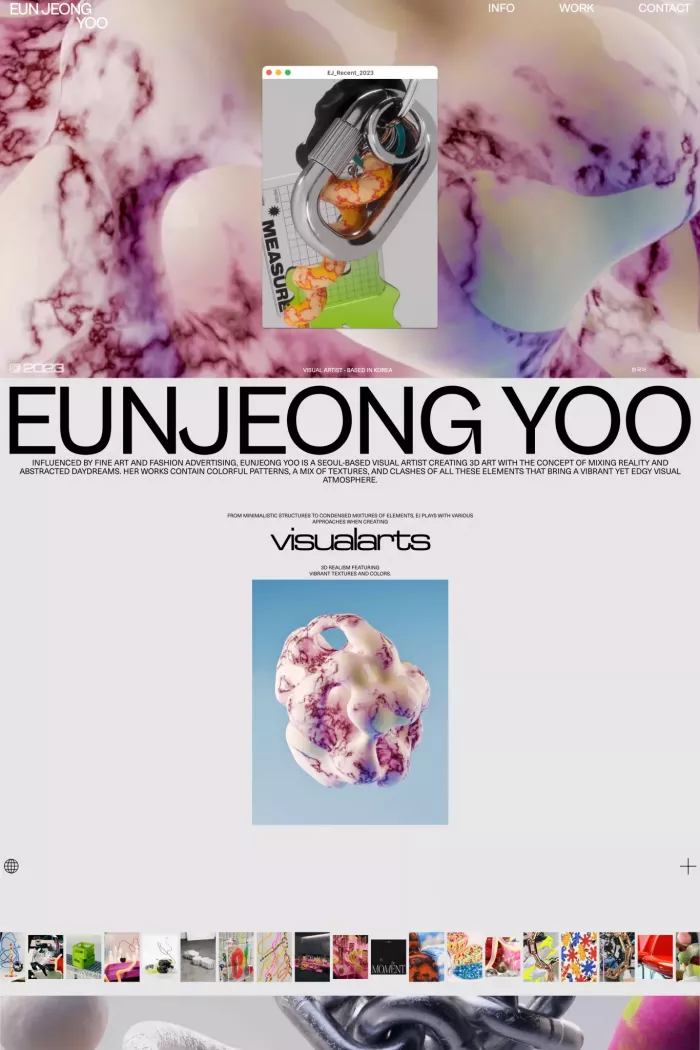 EUN JEONG
YOO
INFO
WORK
CONTACT
EJ_Recent_2023
MEASURE
2023
VISUAL ARTIST - BASED IN KOREA
EUNJEONG YOO
INFLUENCED BY FINE ART AND FASHION ADVERTISING, EUNJEONG YOO IS A SEOUL-BASED VISUAL ARTIST CREATING 3D ART WITH THE CONCEPT OF MIXING REALITY AND
ABSTRACTED DAYDREAMS. HER WORKS CONTAIN COLORFUL PATTERNS, A MIX OF TEXTURES, AND CLASHES OF ALL THESE ELEMENTS THAT BRING A VIBRANT YET EDGY VISUAL
ATMOSPHERE.
FROM MINIMALISTIC STRUCTURES TO CONDENSED MIXTURES OF ELEMENTS, EJ PLAYS WITH VARIOUS
APPROACHES WHEN CREATING
visualarts
3D REALISM FEATURING
VIBRANT TEXTURES AND COLORS.
MOMENT